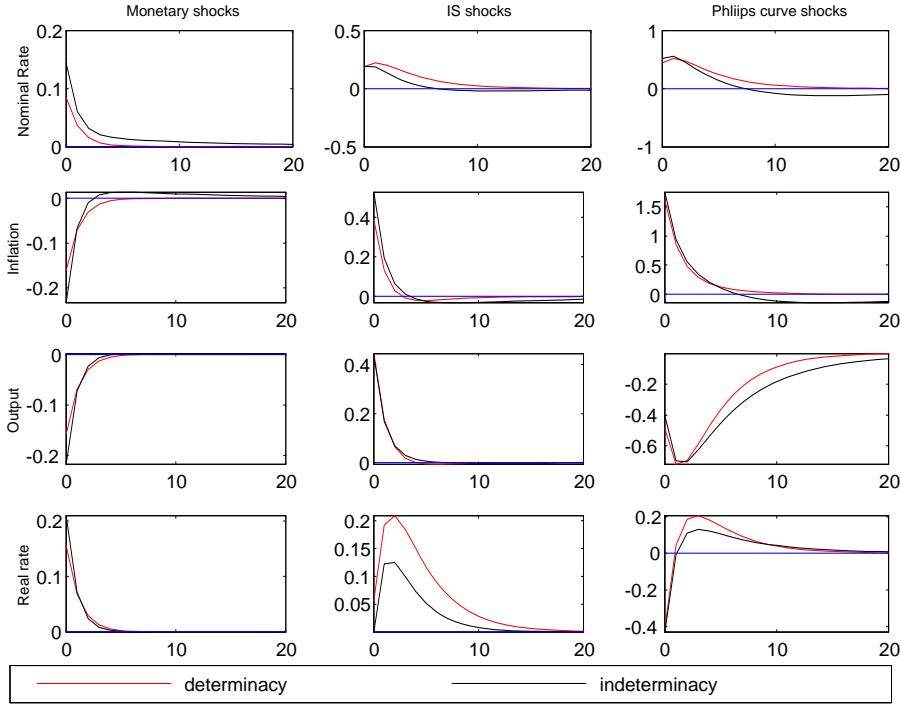 Monetary shocks
IS shocks
Phliips curve shocks
Nominal Rate
0.2
0.1
0
0 10 20
0.5
0
-0.5
0 10 20
1
0
-1
0 10 20
Inflation
0
-0.1
-0.2
0 10 20
0.4
0.2
0
0 10 20
1.5
1
0.5
0
0 10 20
Output
0
-0.1
-0.2
0 10 20
0.4
0.2
0
0 10 20
-0.2
-0.4
-0.6
0 10 20
Real rate
0.2
0.1
0
0 10 20
0.2
0.15
0.1
0.05
0 10 20
0.2
0
-0.2
-0.4
0 10 20
determinacy
indeterminacy